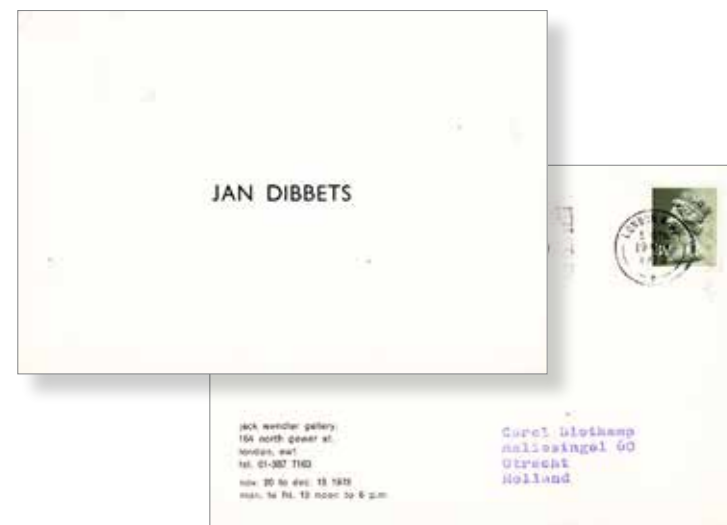 JAN DIBBETS
LONDON
jack wendler gallery
164 north gower st.
london, nw1
tel. 01-387 7163
nov. 20 to dec. 15
mon. to fri. 12 noon to 6 p.m.
Carel Blotkamp
Maliesingel 60
Utrecht
Holland